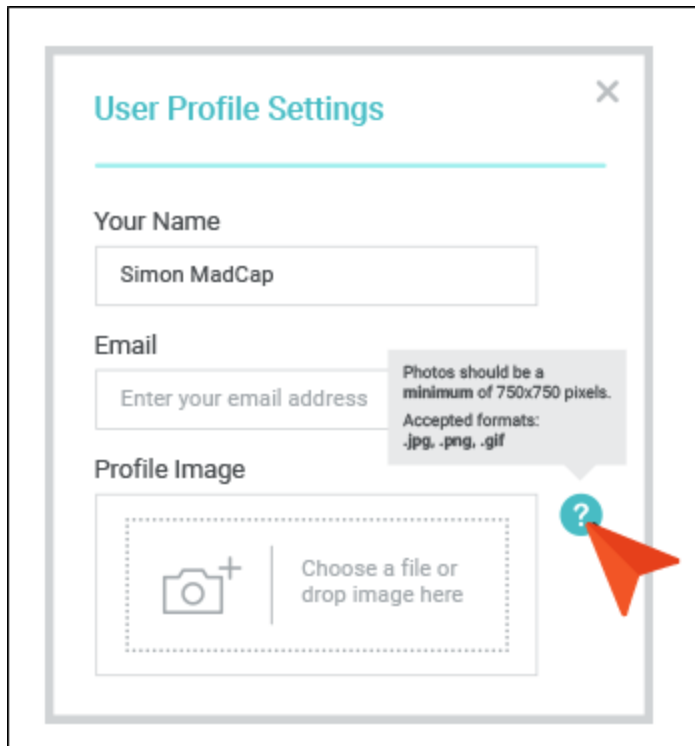 User Profile Settings
Your Name
Simon MadCap
Email
Enter your email address
Photos should be a
minimum of 750x750 pixels.
Accepted formats:
.jpg, .png, .gif
Profile Image
?
Choose a file or
drop image here